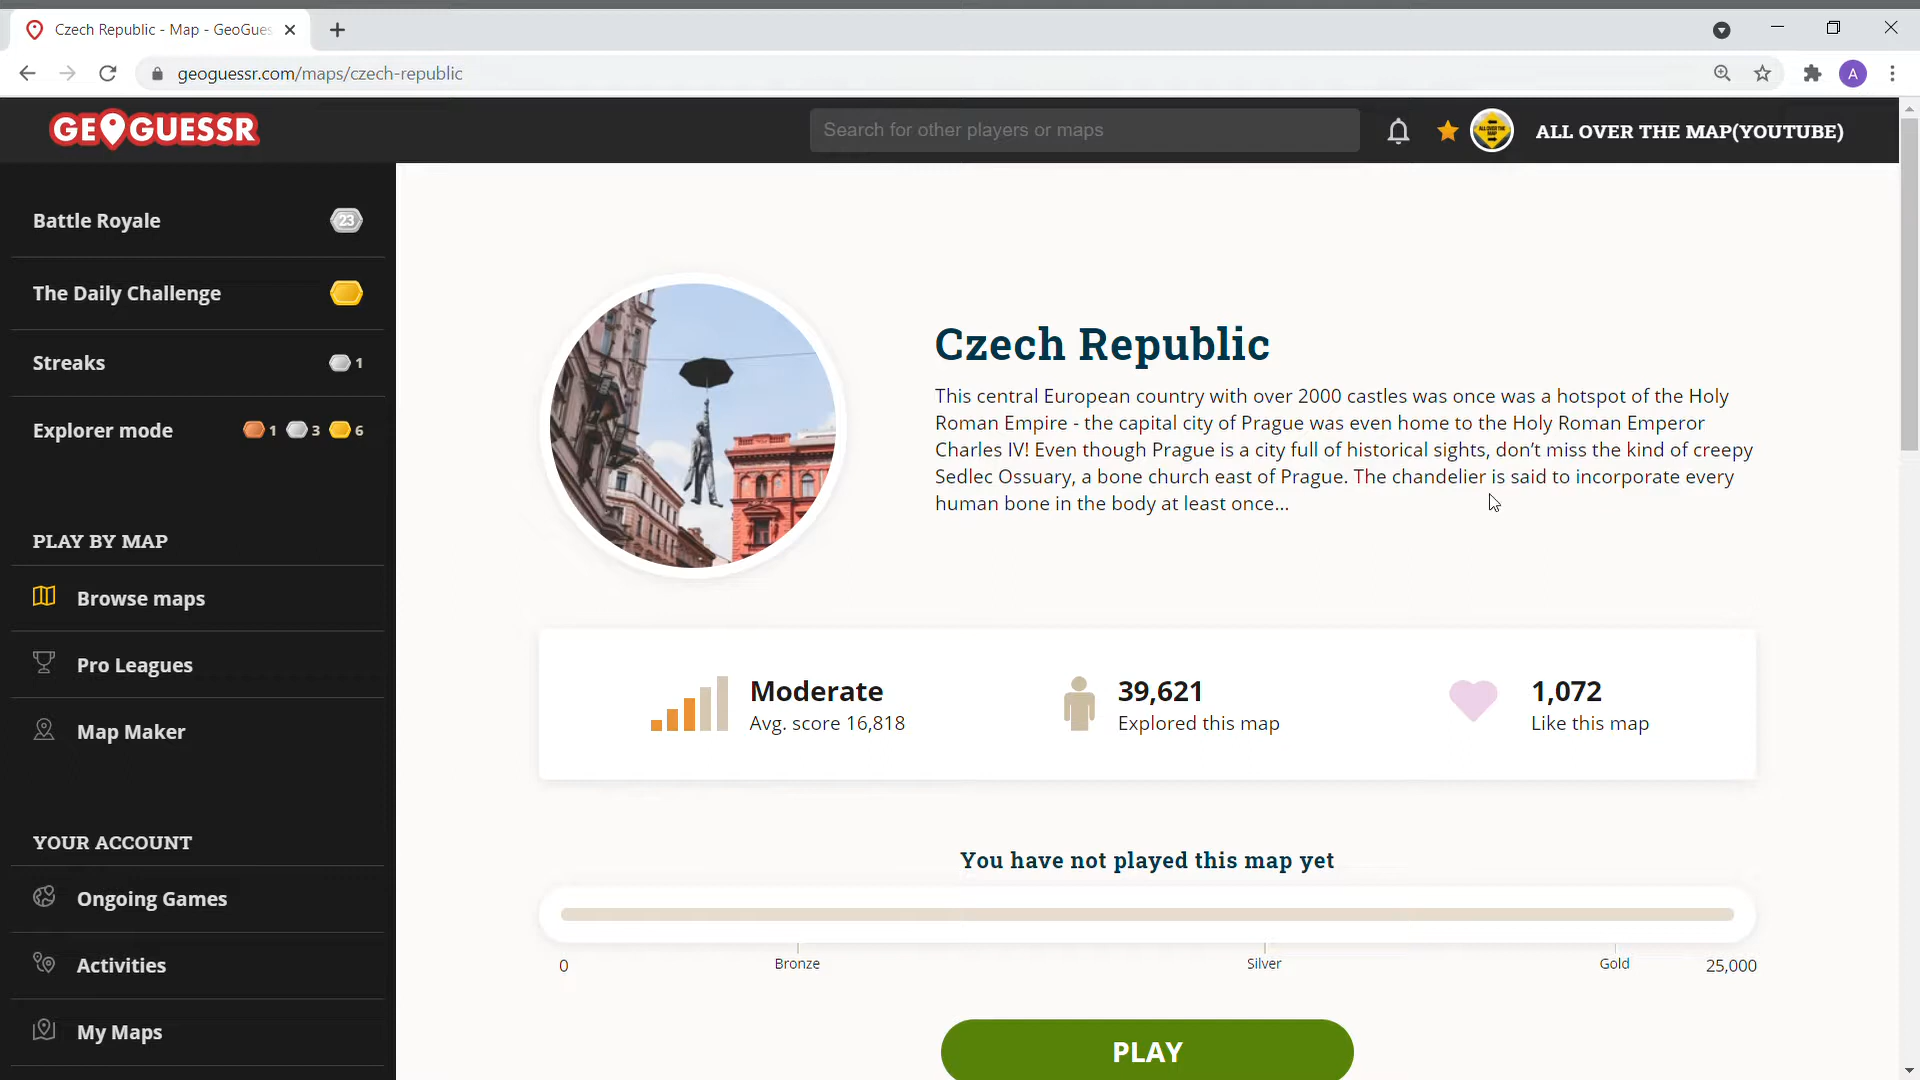 Czech Republic - Map - GeoGues
geoguessr.com/maps/czech-republic
A
GEOGUESSR
Search for other players or maps
ALL OVER THE MAP(YOUTUBE)
Battle Royale
23
The Daily Challenge
Streaks
1
Explorer mode
1 3 6
PLAY BY MAP
Browse maps
Pro Leagues
Map Maker
YOUR ACCOUNT
Ongoing Games
Activities
My Maps
Czech Republic
This central European country with over 2000 castles was once was a hotspot of the Holy
Roman Empire - the capital city of Prague was even home to the Holy Roman Emperor
Charles IV! Even though Prague is a city full of historical sights, don’t miss the kind of creepy
Sedlec Ossuary, a bone church east of Prague. The chandelier is said to incorporate every
human bone in the body at least once...
Moderate
Avg. score 16,818
39,621
Explored this map
1,072
Like this map
You have not played this map yet
0
Bronze
Silver
Gold
25,000
PLAY